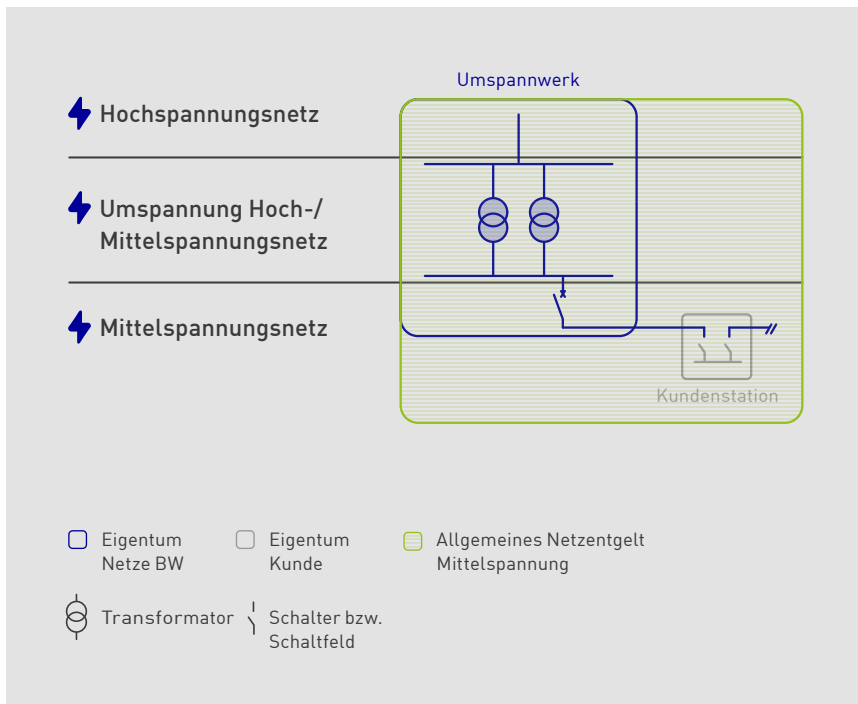 Umspannwerk
Hochspannungsnetz
Umspannung Hoch-/
Mittelspannungsnetz
Mittelspannungsnetz
Kundenstation
Eigentum
Netze BW
Eigentum
Kunde
Allgemeines Netzentgelt
Mittelspannung
Transformator
Schalter bzw.
Schaltfeld